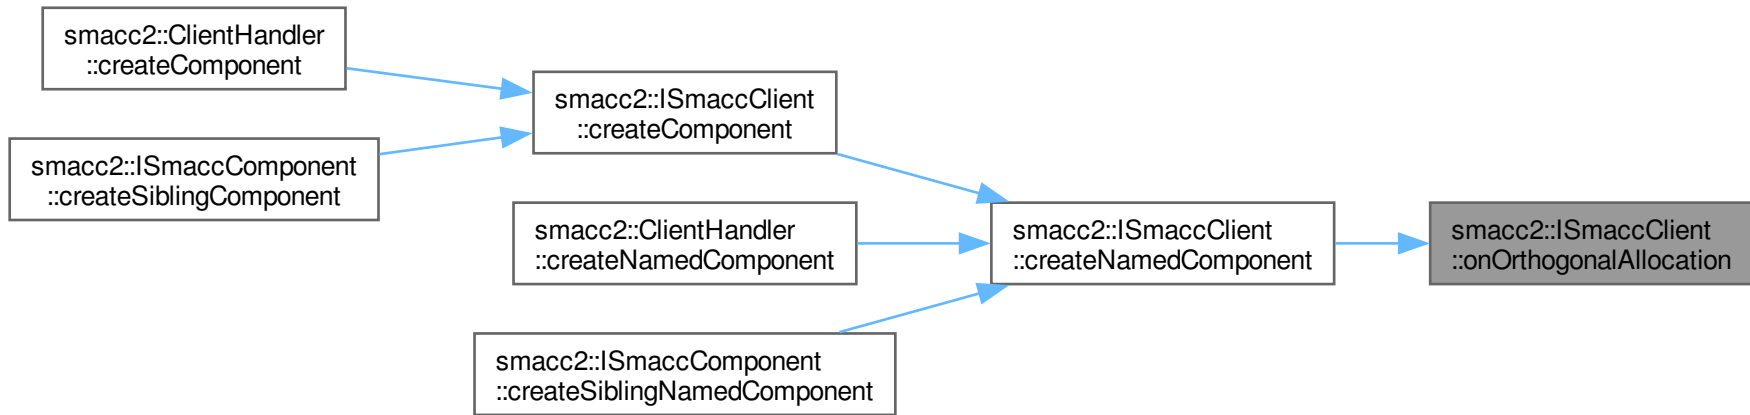 smacc2::ClientHandler
::createComponent
smacc2::ISmaccComponent
::createSiblingComponent
smacc2::ISmaccClient
::createComponent
smacc2::ClientHandler
::createNamedComponent
smacc2::ISmaccComponent
::createSiblingNamedComponent
smacc2::ISmaccClient
::createNamedComponent
smacc2::ISmaccClient
::onOrthogonalAllocation